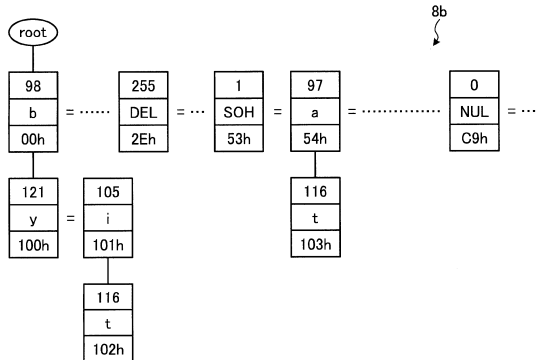 8b
root
98 255 1 97 0
b = ...... DEL = ... SOH = a = .............. NUL = ...
00h 2Eh 53h 54h C9h
121 105 116
y = i t
100h 101h 103h
116
t
102h